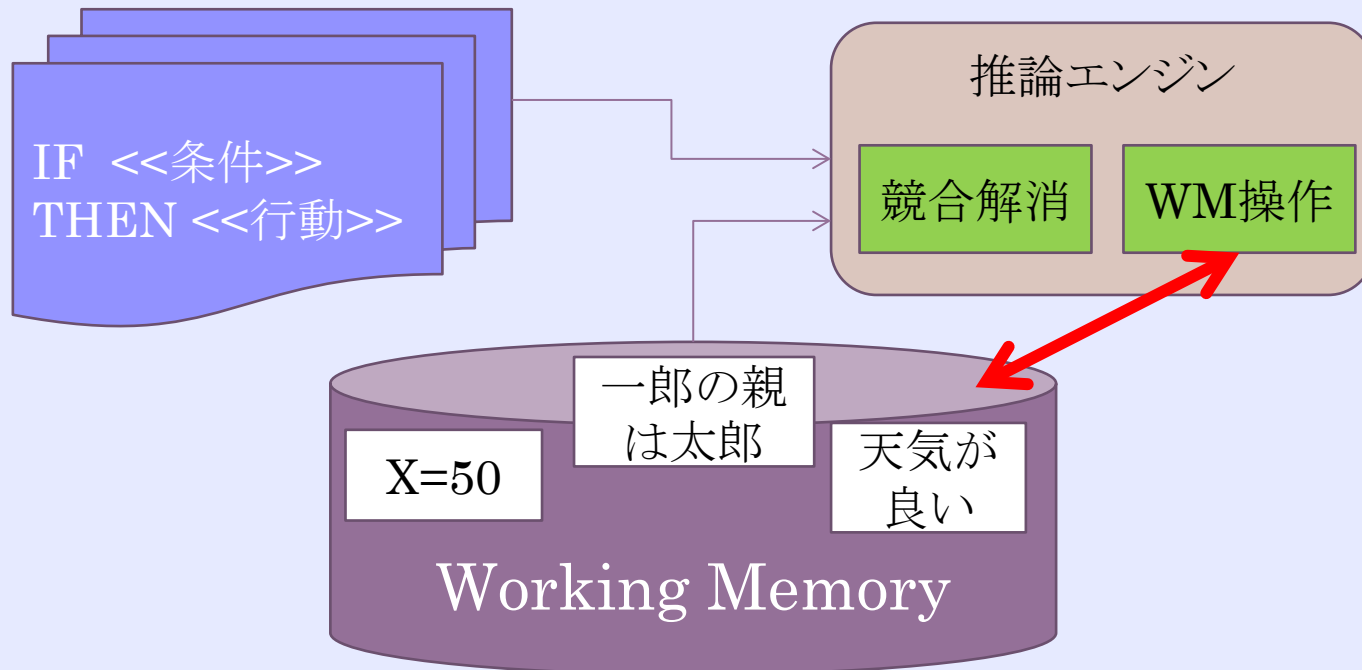 IF <<条件>>
THEN <<行動>>
推論エンジン
競合解消
WM操作
一郎の親
は太郎
X=50
天気が
良い
Working Memory